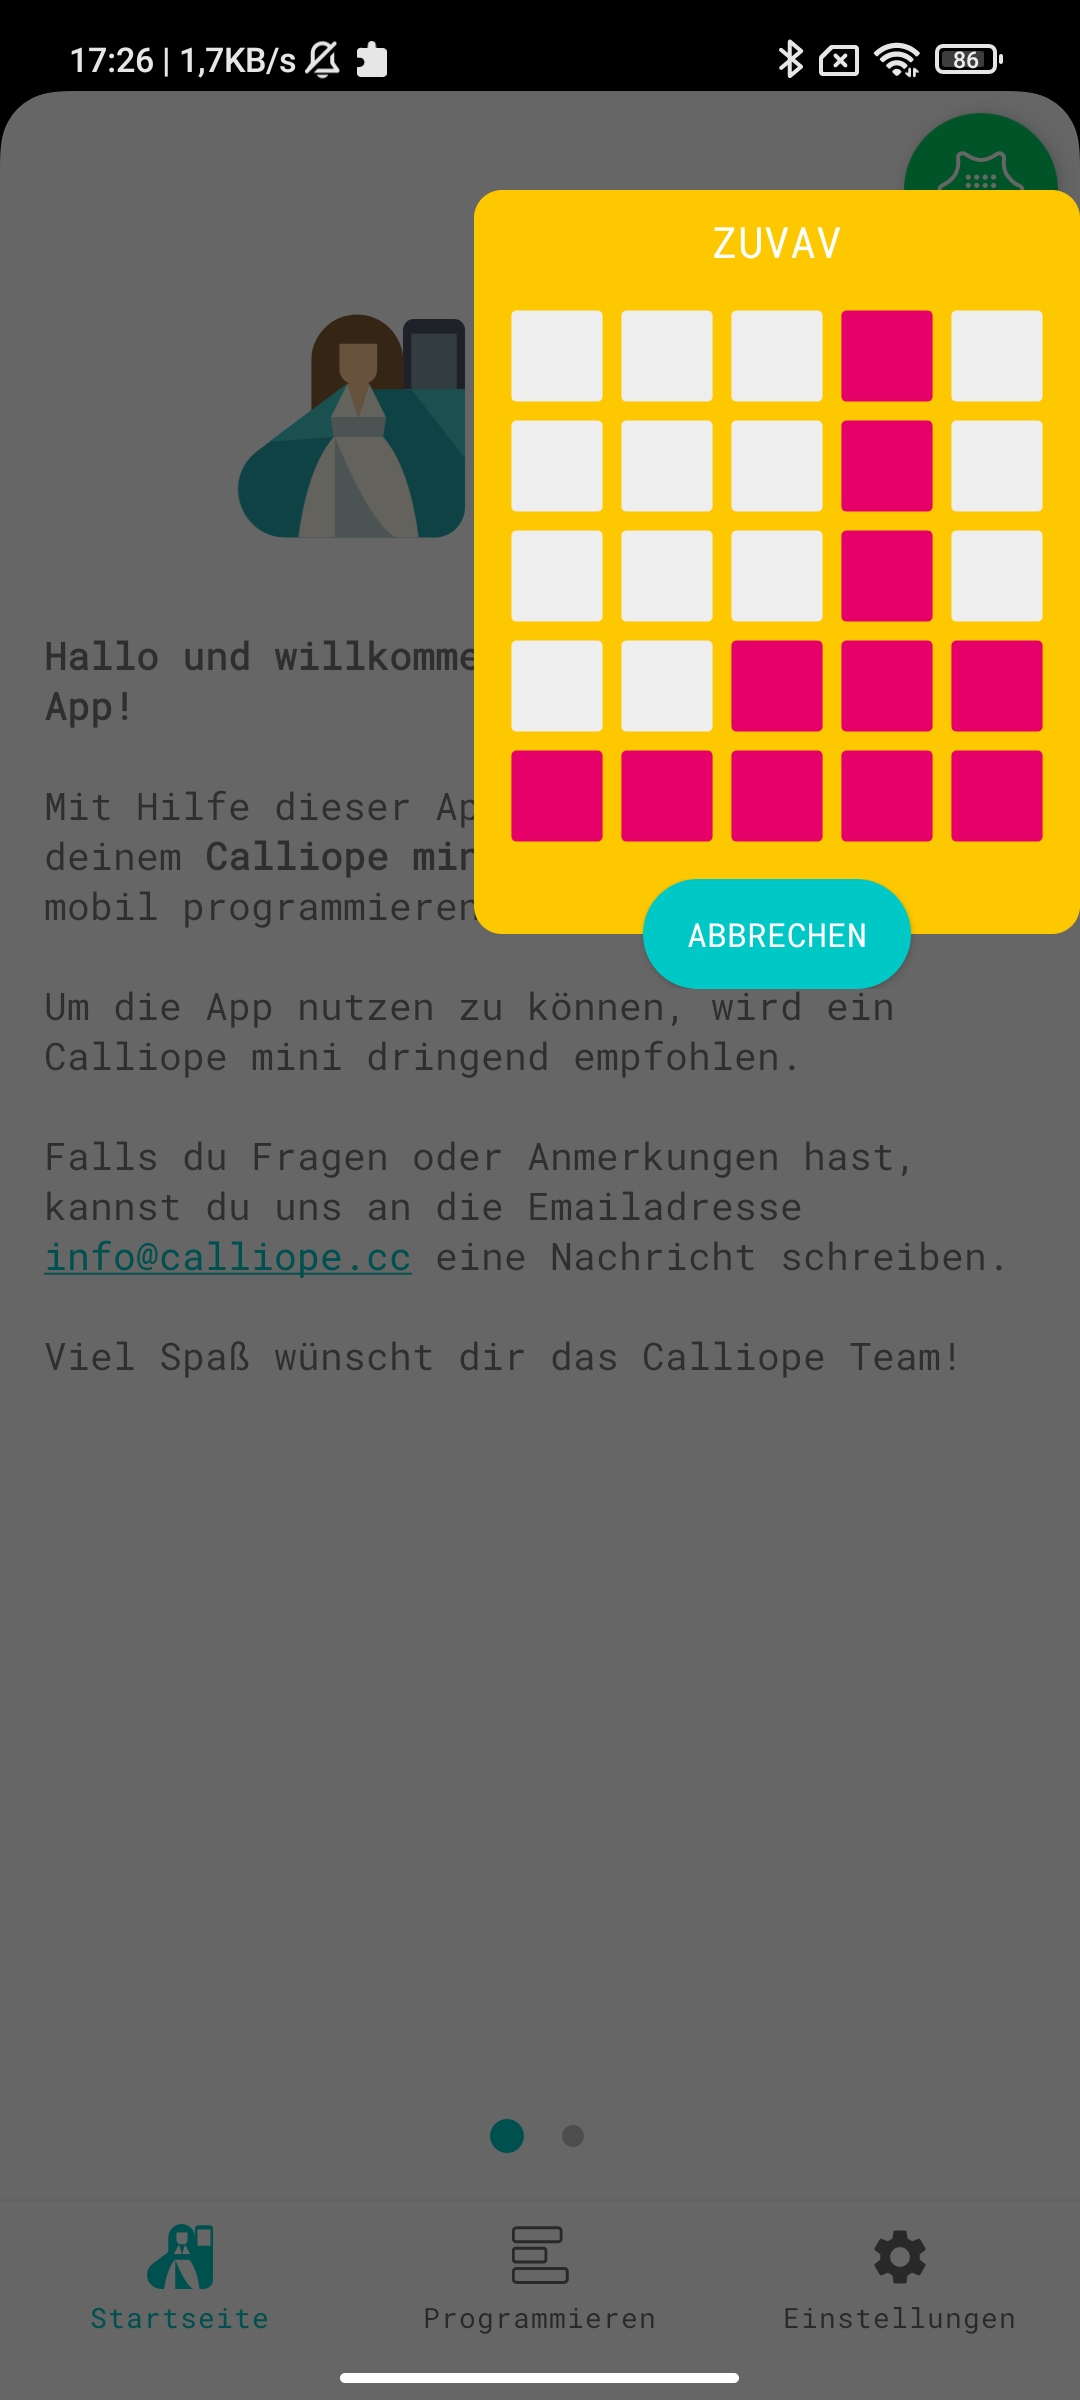 17:26 | 1,7KB/s
86
ZUVAV
Hallo und willkomme
App!
Mit Hilfe dieser Ap
deinem Calliope min
mobil programmieren
ABBRECHEN
Um die App nutzen zu können, wird ein
Calliope mini dringend empfohlen.
Falls du Fragen oder Anmerkungen hast,
kannst du uns an die Emailadresse
info@calliope.cc eine Nachricht schreiben.
Viel Spaß wünscht dir das Calliope Team!
Startseite
Programmieren
Einstellungen